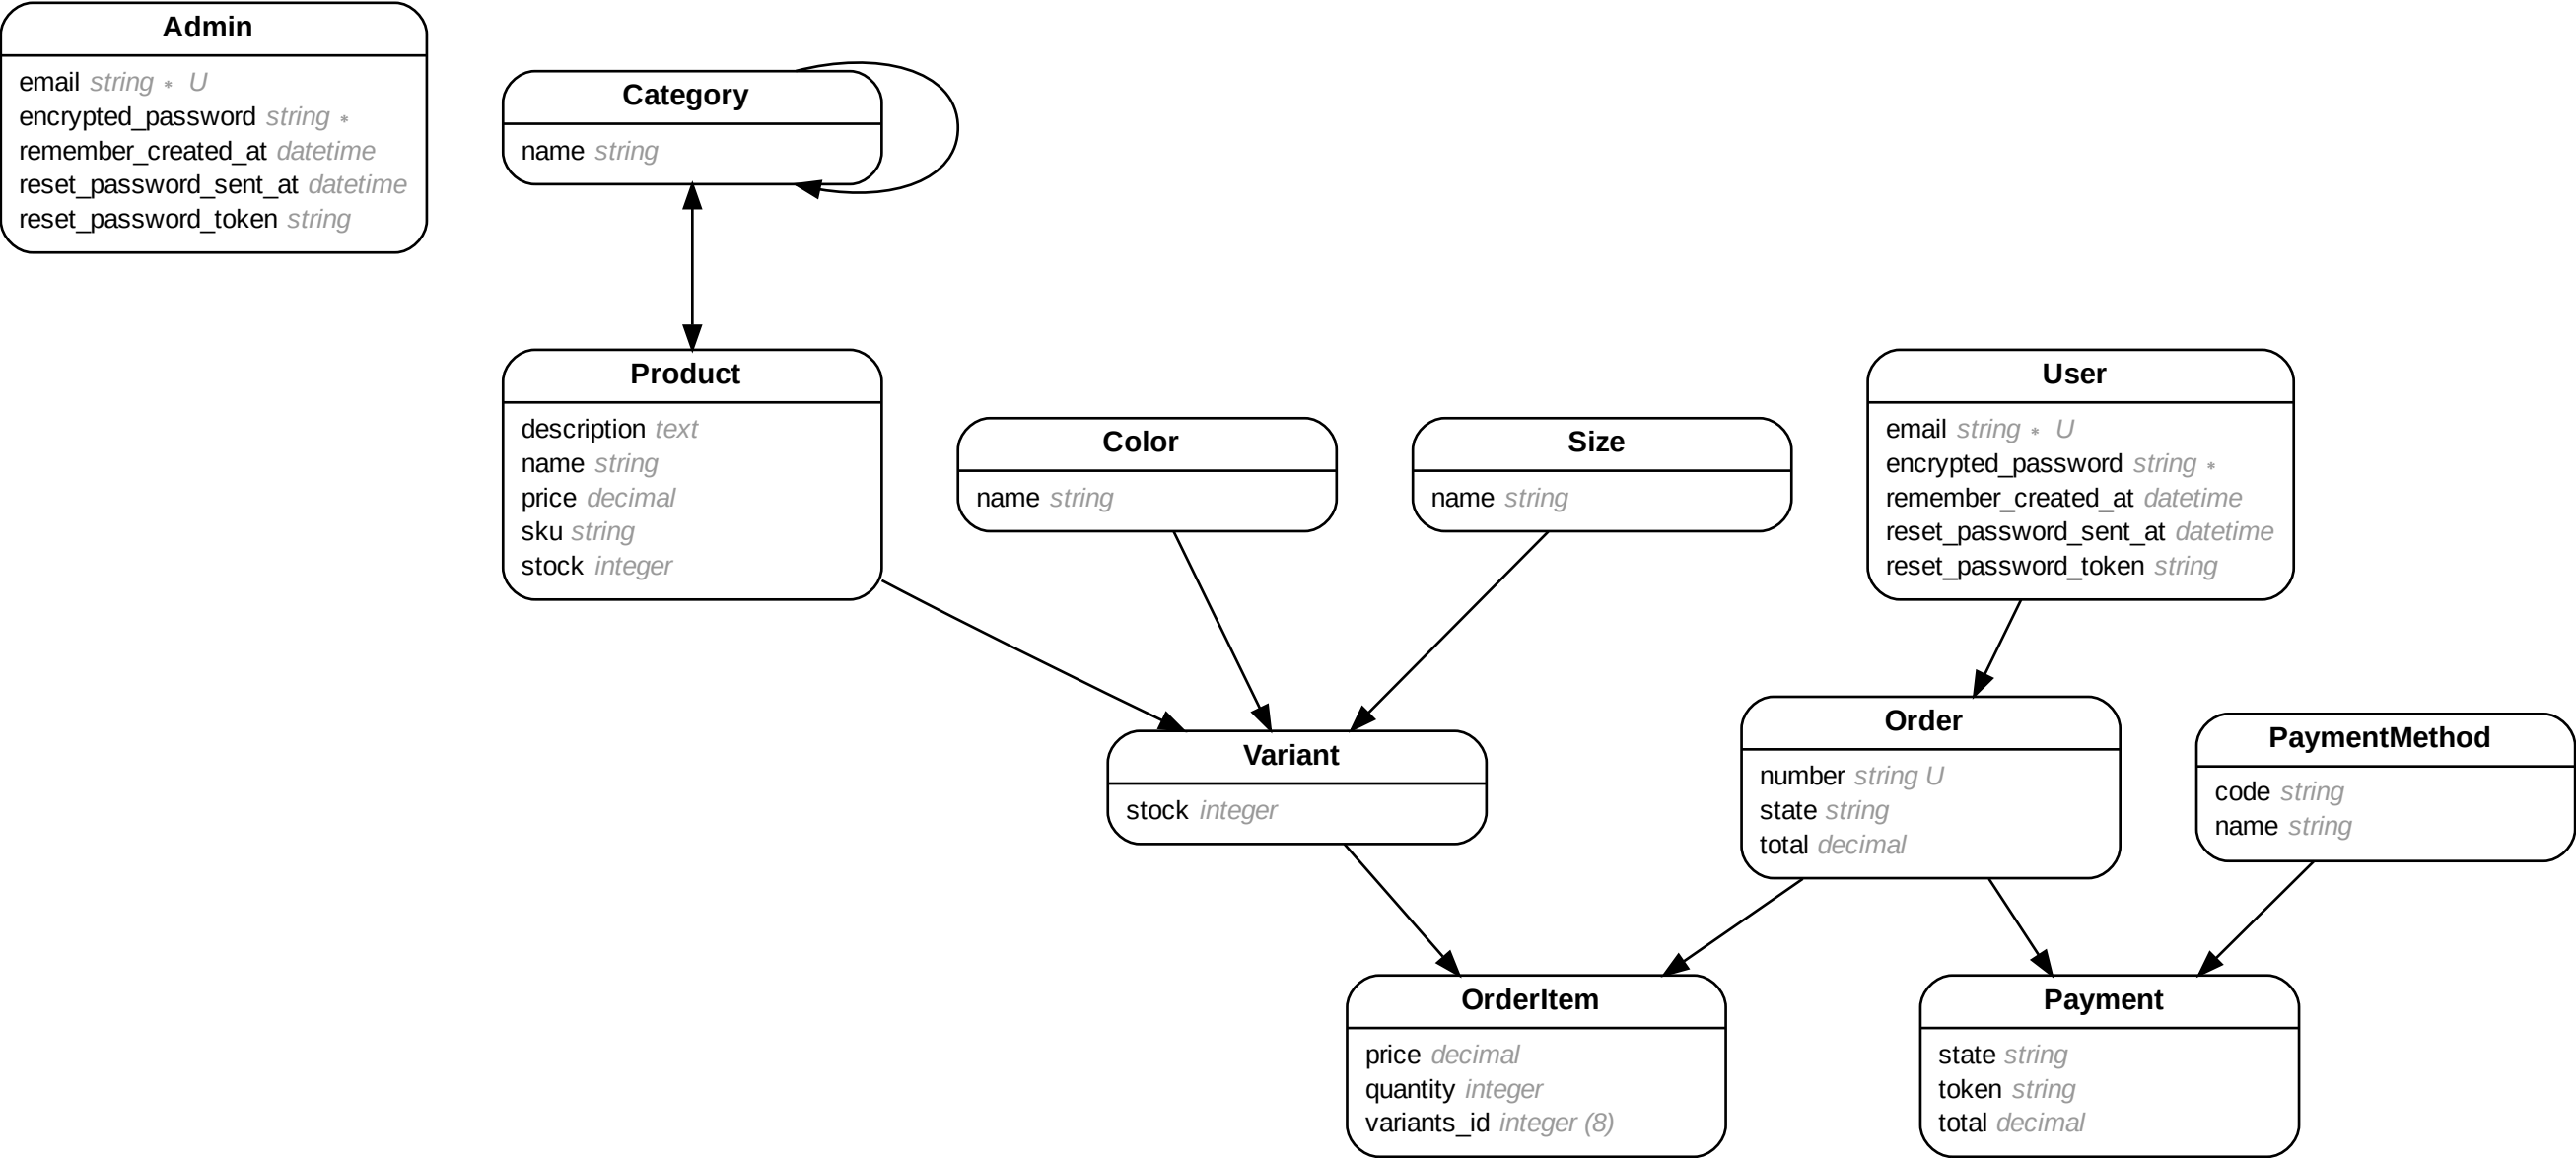 Admin
email string * U
encrypted_password string *
remember_created_at datetime
reset_password_sent_at datetime
reset_password_token string
Category
name string
Product
description text
name string
price decimal
sku string
stock integer
Color
name string
Size
name string
User
email string * U
encrypted_password string *
remember_created_at datetime
reset_password_sent_at datetime
reset_password_token string
Variant
stock integer
Order
number string U
state string
total decimal
PaymentMethod
code string
name string
OrderItem
price decimal
quantity integer
variants_id integer (8)
Payment
state string
token string
total decimal